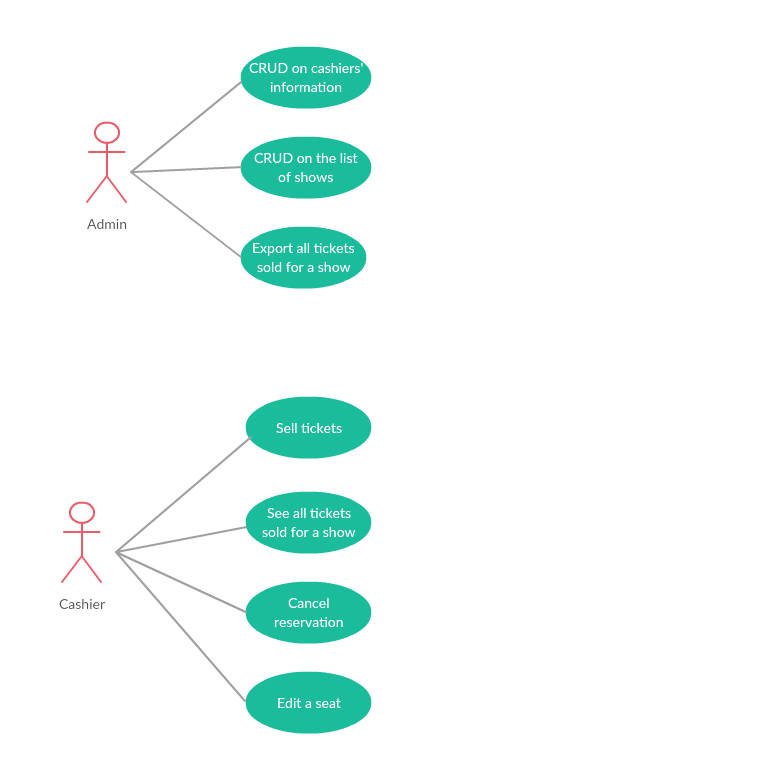 CRUD on cashiers'
information
CRUD on the list
of shows
Admin
Export all tickets
sold for a show
Sell tickets
See all tickets
sold for a show
Cashier
Cancel
reservation
Edit a seat